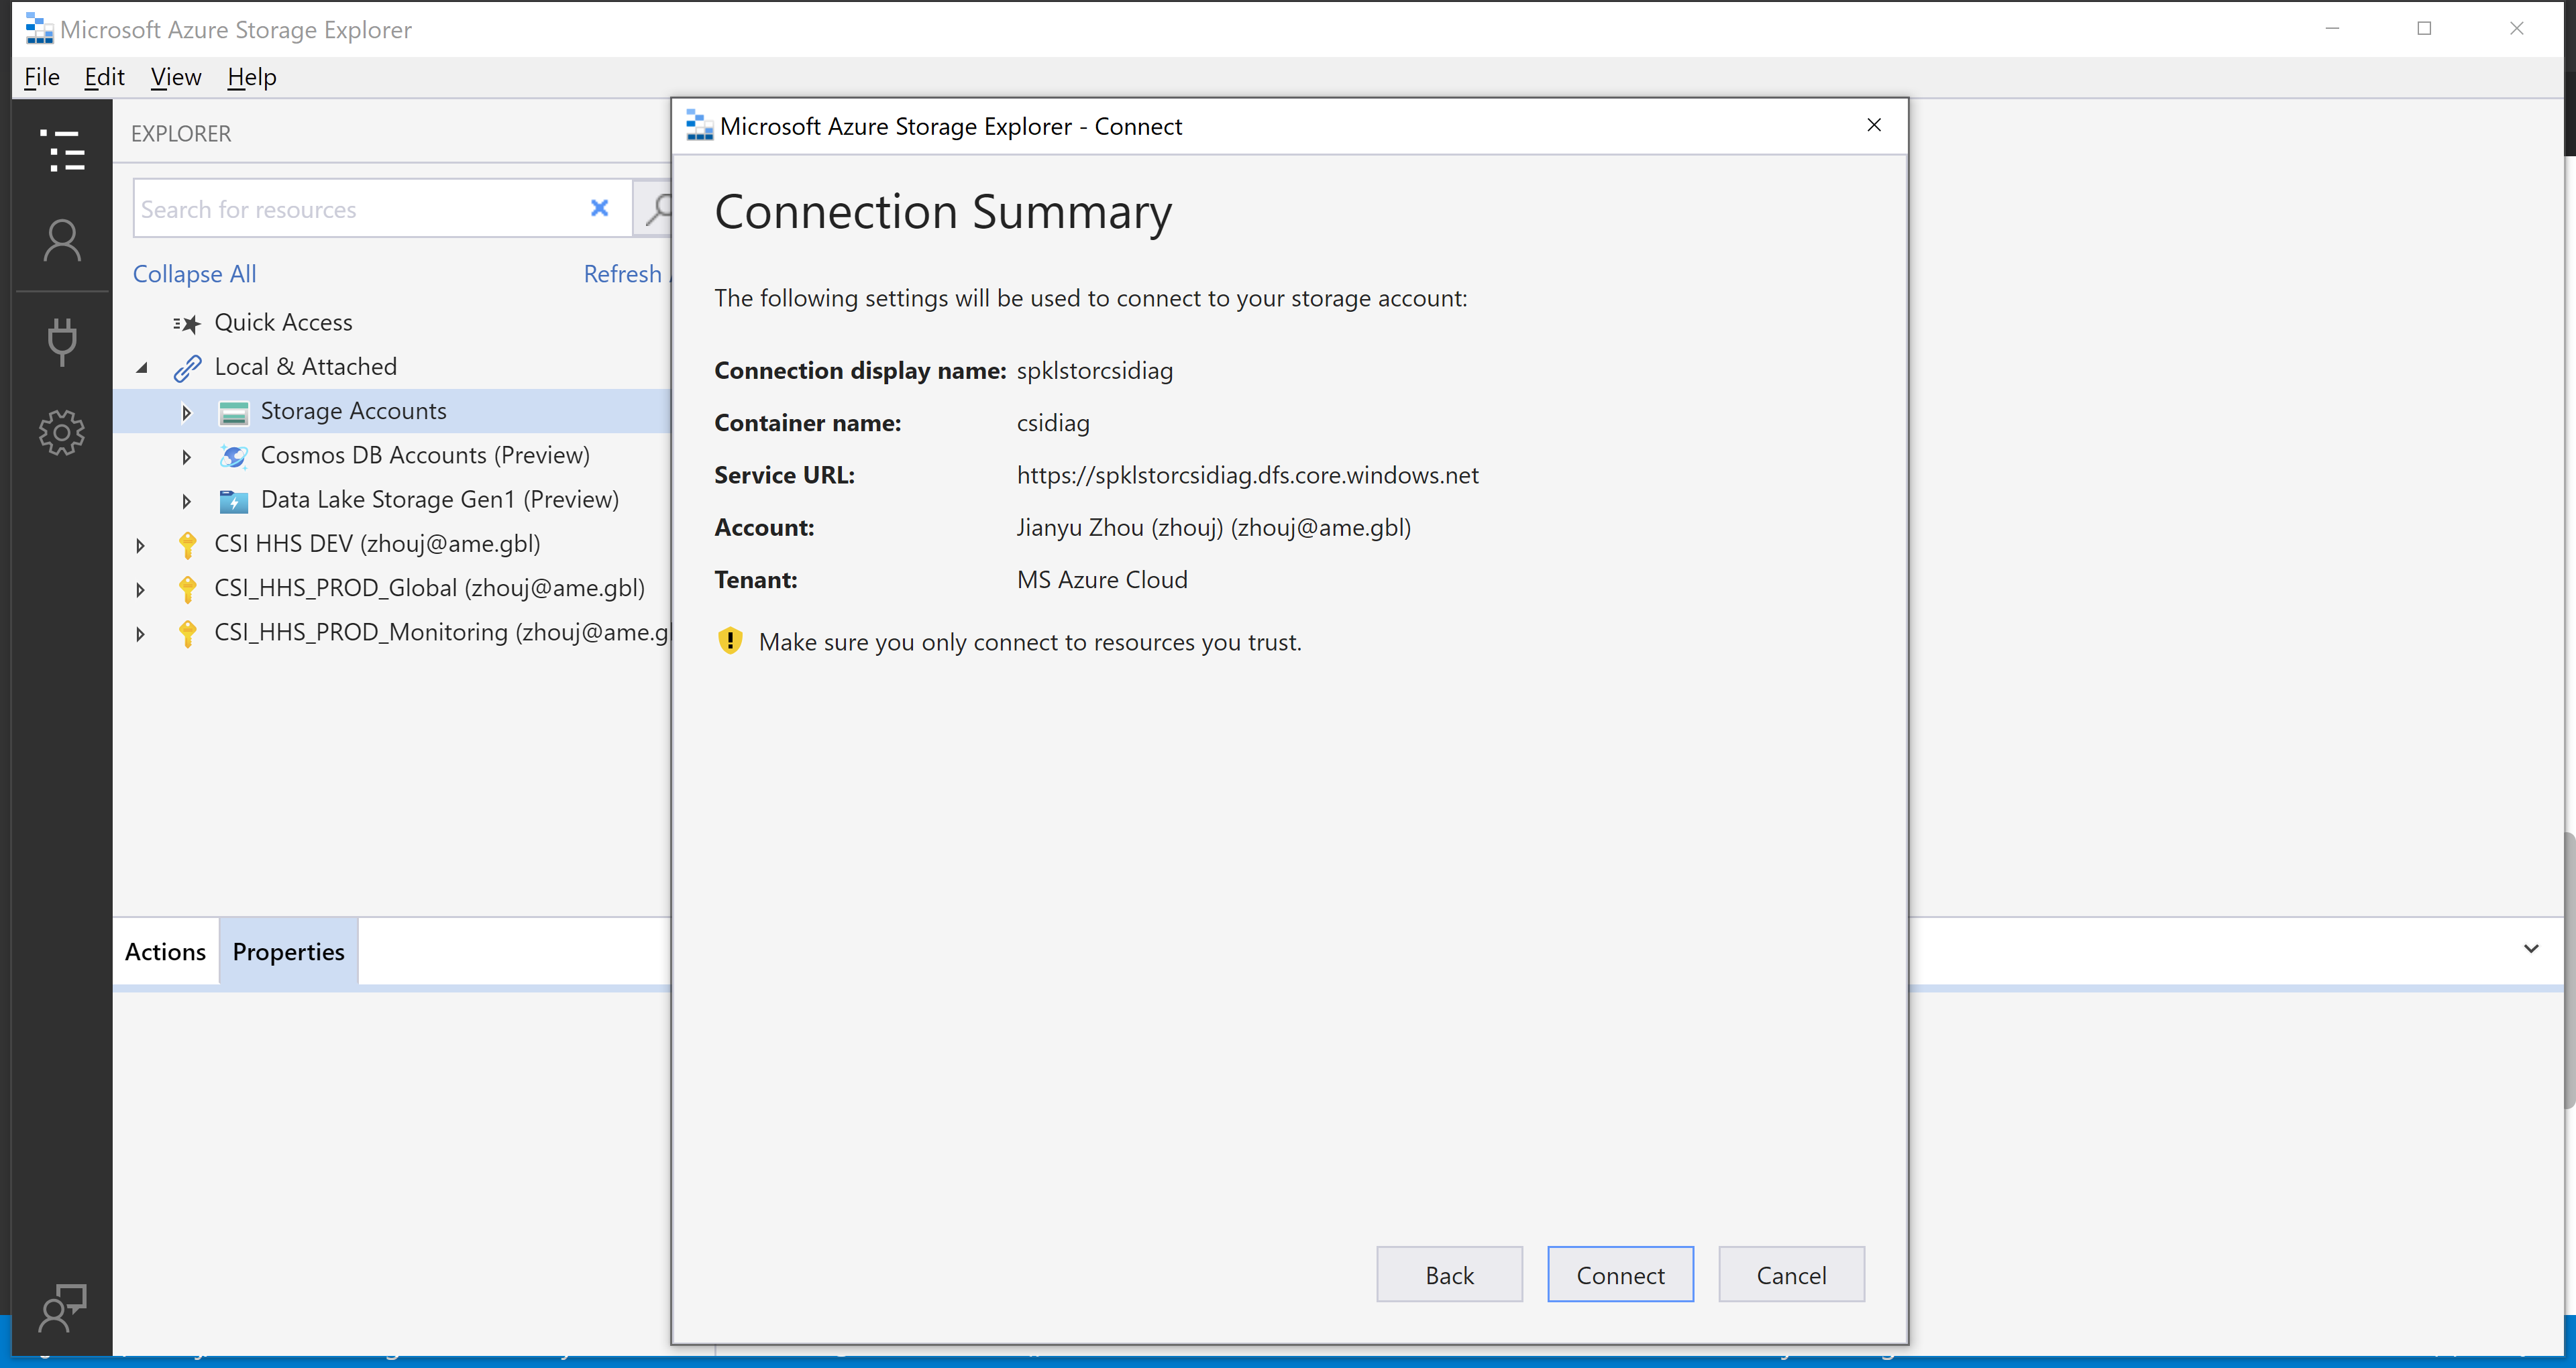 Microsoft Azure Storage Explorer
File Edit View Help
EXPLORER
Search for resources
Collapse All Refresh
Quick Access
Local & Attached
Storage Accounts
Cosmos DB Accounts (Preview)
Data Lake Storage Gen1 (Preview)
CSI HHS DEV (zhouj@ame.gbl)
CSI_HHS_PROD_Global (zhouj@ame.gbl)
CSI_HHS_PROD_Monitoring (zhouj@ame.g
Actions Properties
Microsoft Azure Storage Explorer - Connect
Connection Summary
The following settings will be used to connect to your storage account:
Connection display name: spklstorcsidiag
Container name: csidiag
Service URL: https://spklstorcsidiag.dfs.core.windows.net
Account: Jianyu Zhou (zhouj) (zhouj@ame.gbl)
Tenant: MS Azure Cloud
Make sure you only connect to resources you trust.
Back Connect Cancel